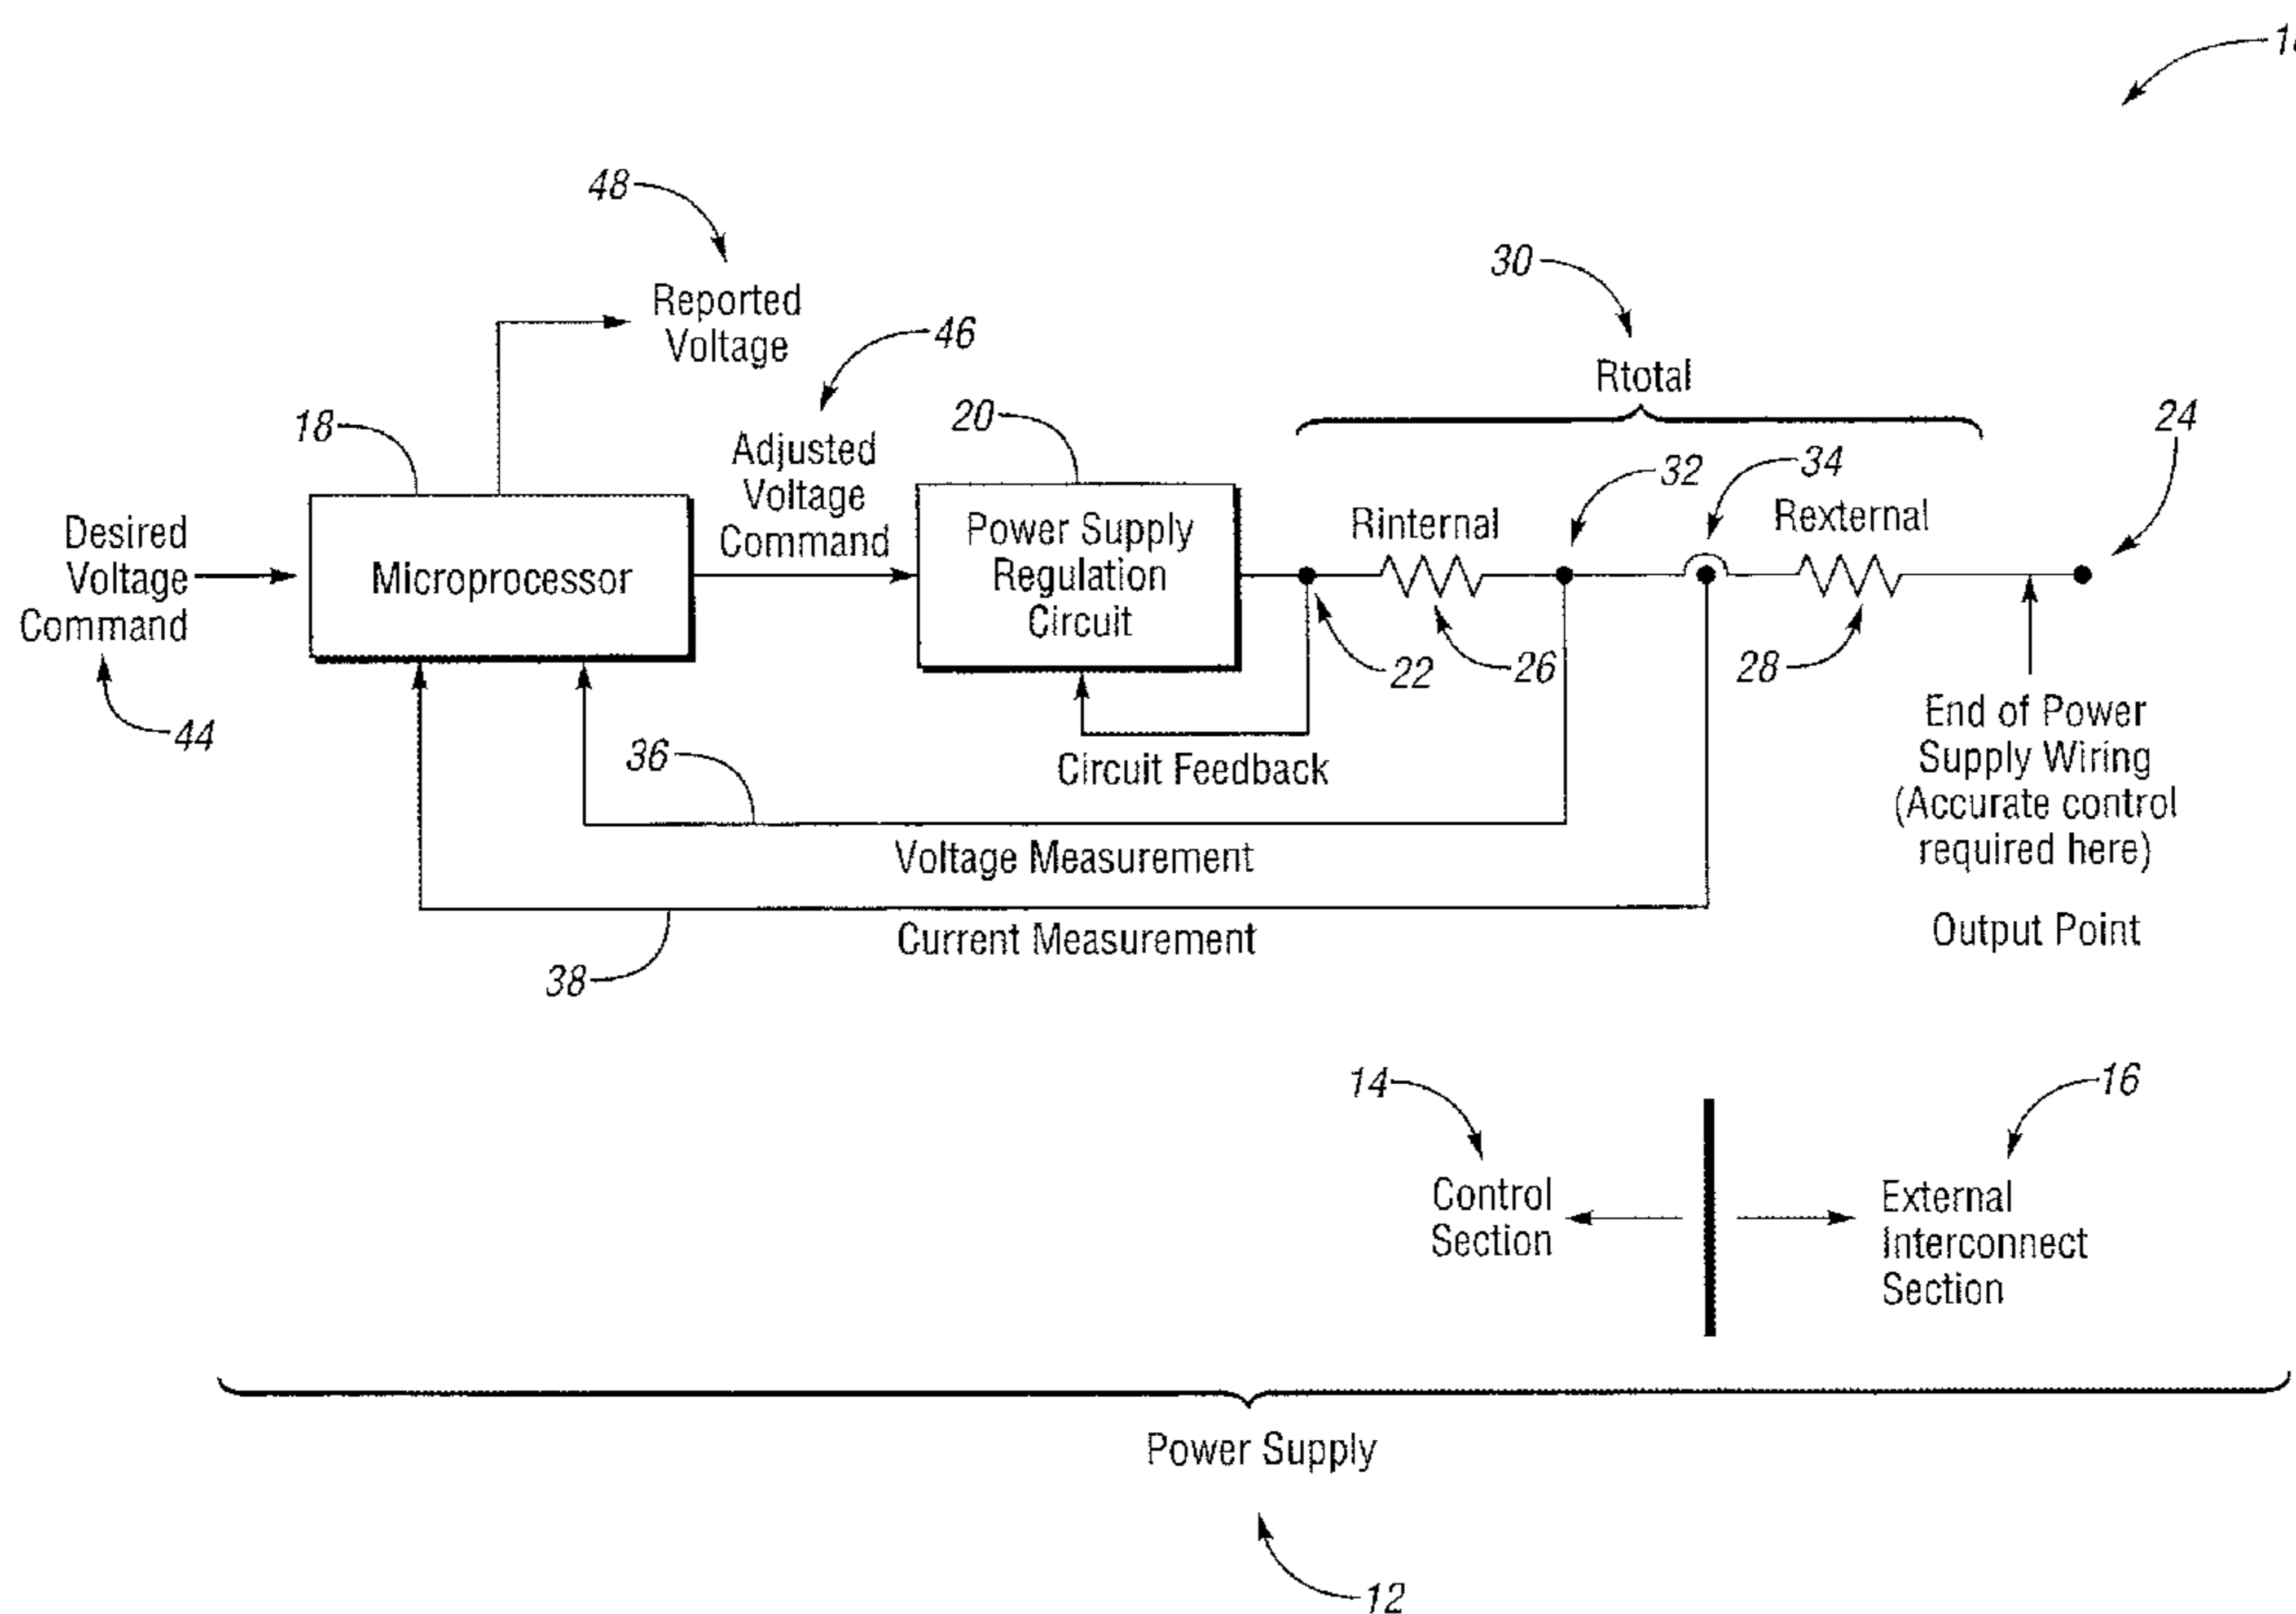 48
30
Reported
Voltage
46
Rtotal
18
Adjusted
Voltage
Command
20
32
34
24
Desired
Voltage
Command
Microprocessor
Power Supply
Regulation
Circuit
Rinternal
Rexternal
22
26
28
44
36
Circuit Feedback
End of Power
Supply Wiring
(Accurate control
required here)
Voltage Measurement
Output Point
38
Current Measurement
14
16
Control
Section
External
Interconnect
Section
Power Supply
12